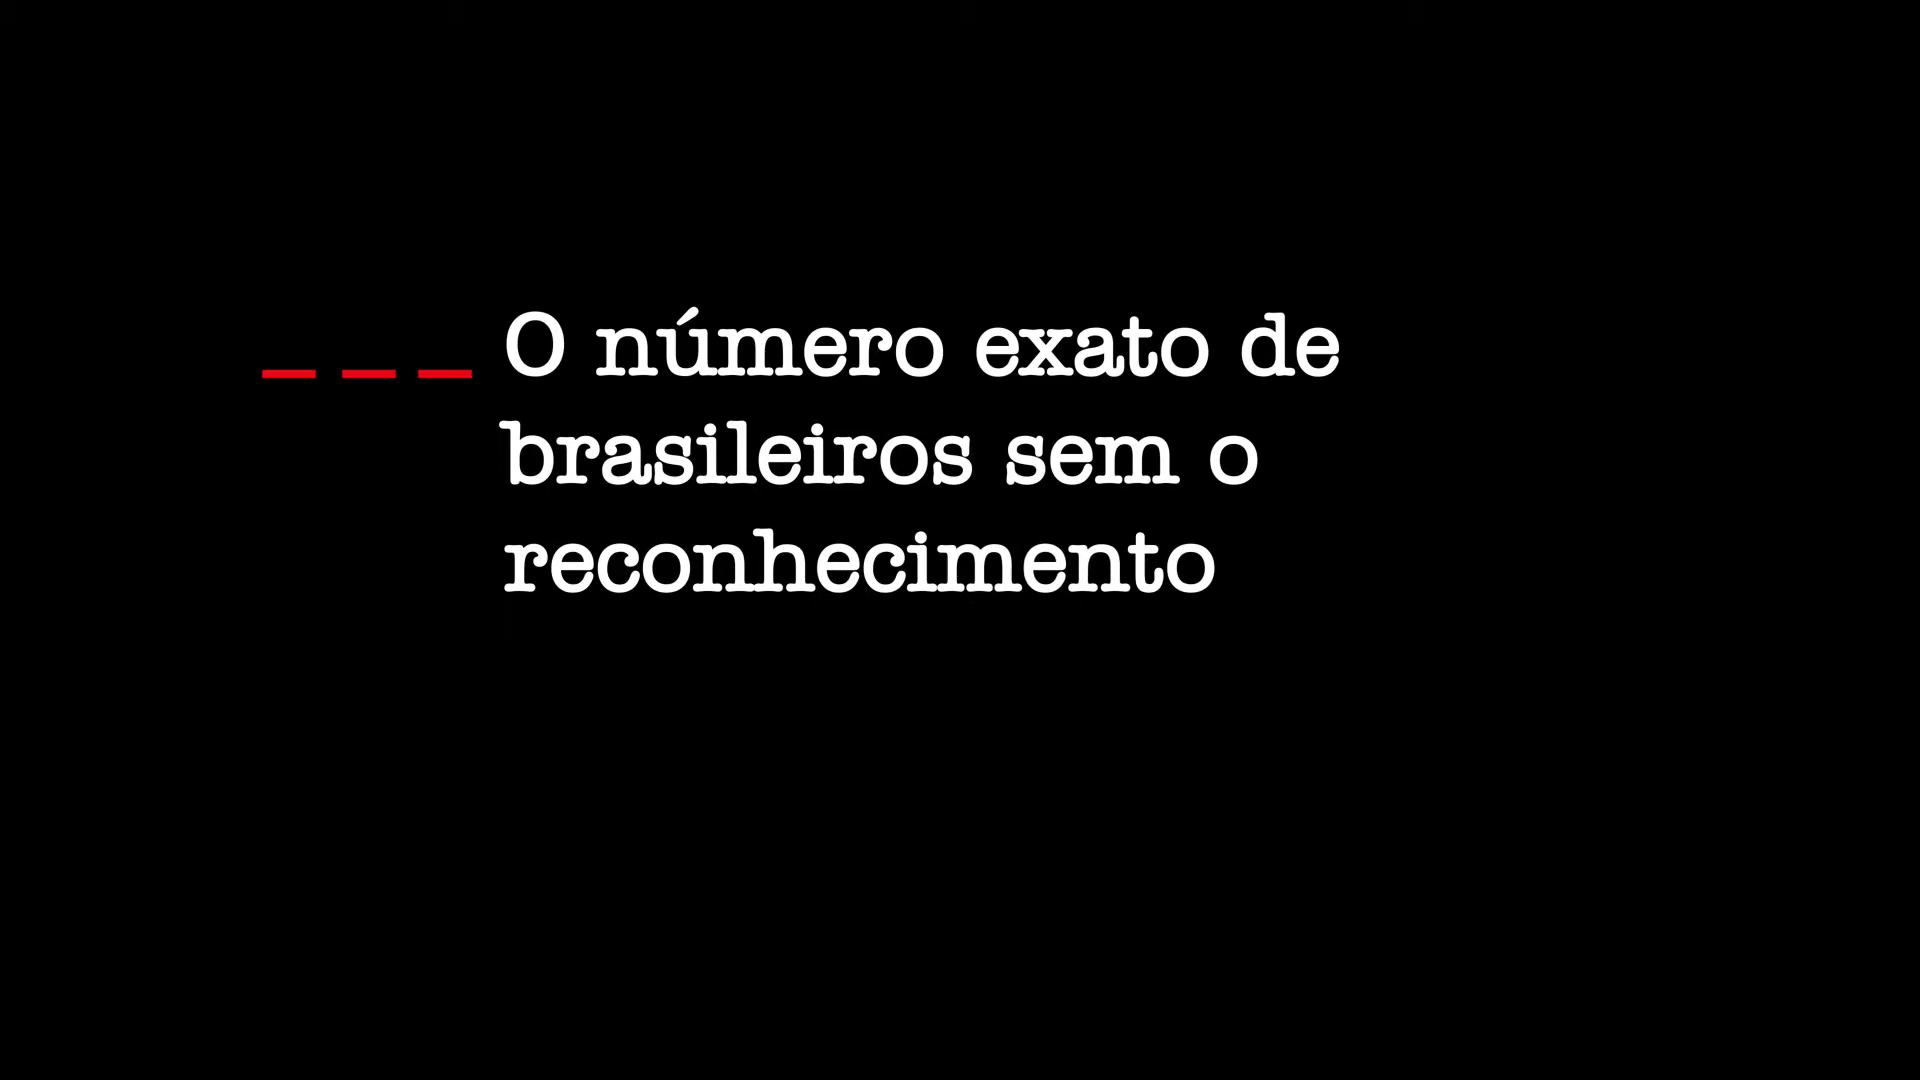 _ _ _ O número exato de
brasileiros sem o
reconhecimento